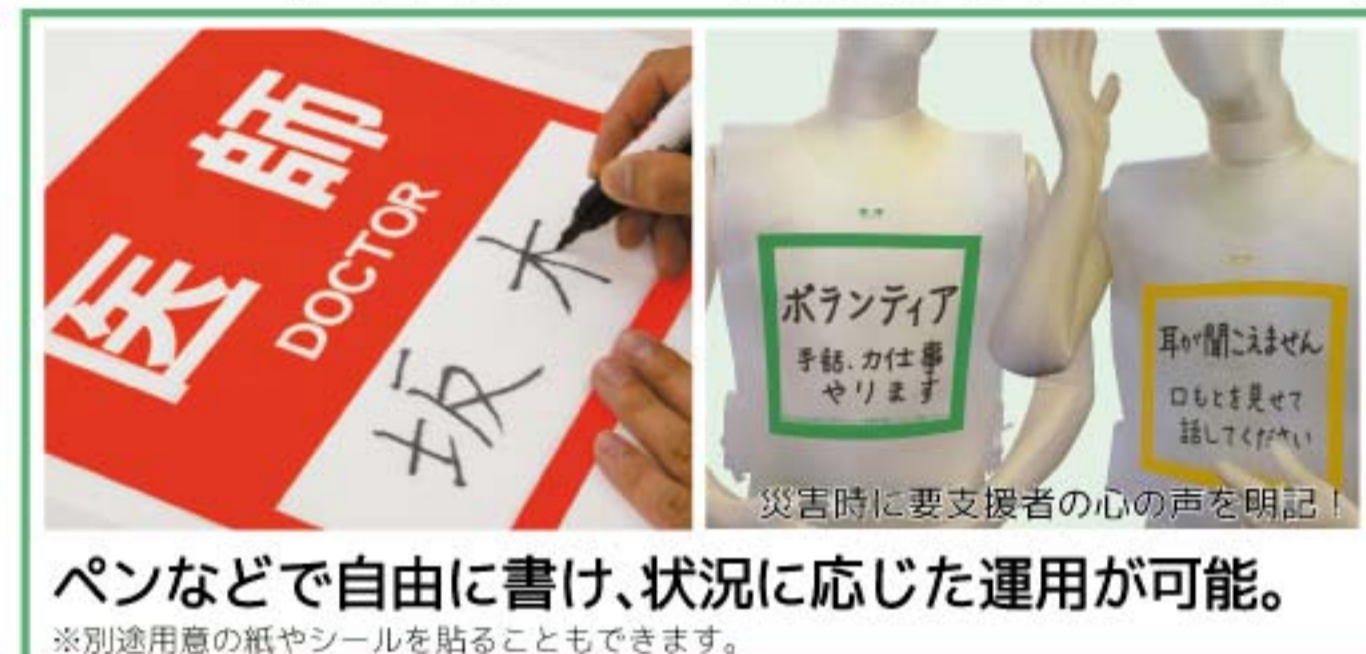 医師
DOCTOR
坂木
ボランティア
手話、力仕事
やります
耳が聞こえません
口もとを見せて
話してください
災害時に要支援者の心の声を明記！
ペンなどで自由に書け、状況に応じた運用が可能。
※別途用意の紙やシールを貼ることもできます。